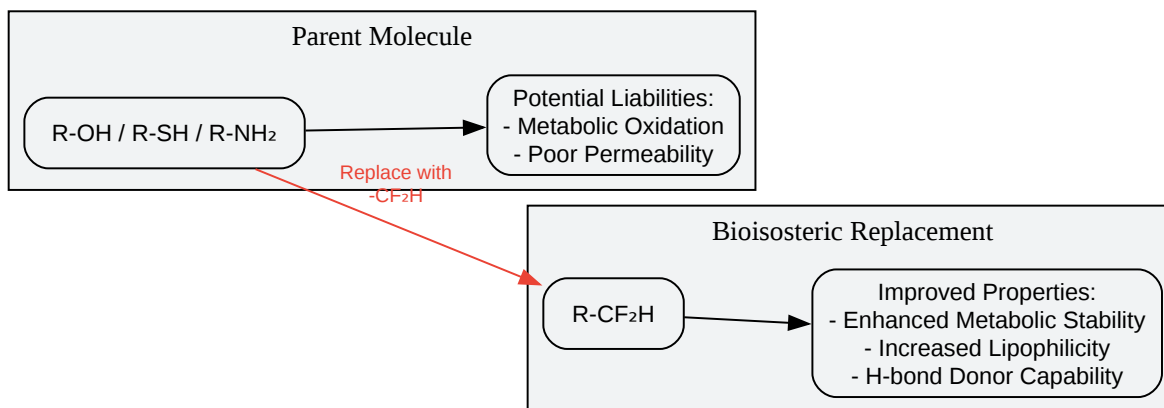 Parent Molecule
R-OH / R-SH / R-NH₂
Potential Liabilities:
- Metabolic Oxidation
- Poor Permeability
Replace with
-CF₂H
Bioisosteric Replacement
R-CF₂H
Improved Properties:
- Enhanced Metabolic Stability
- Increased Lipophilicity
- H-bond Donor Capability